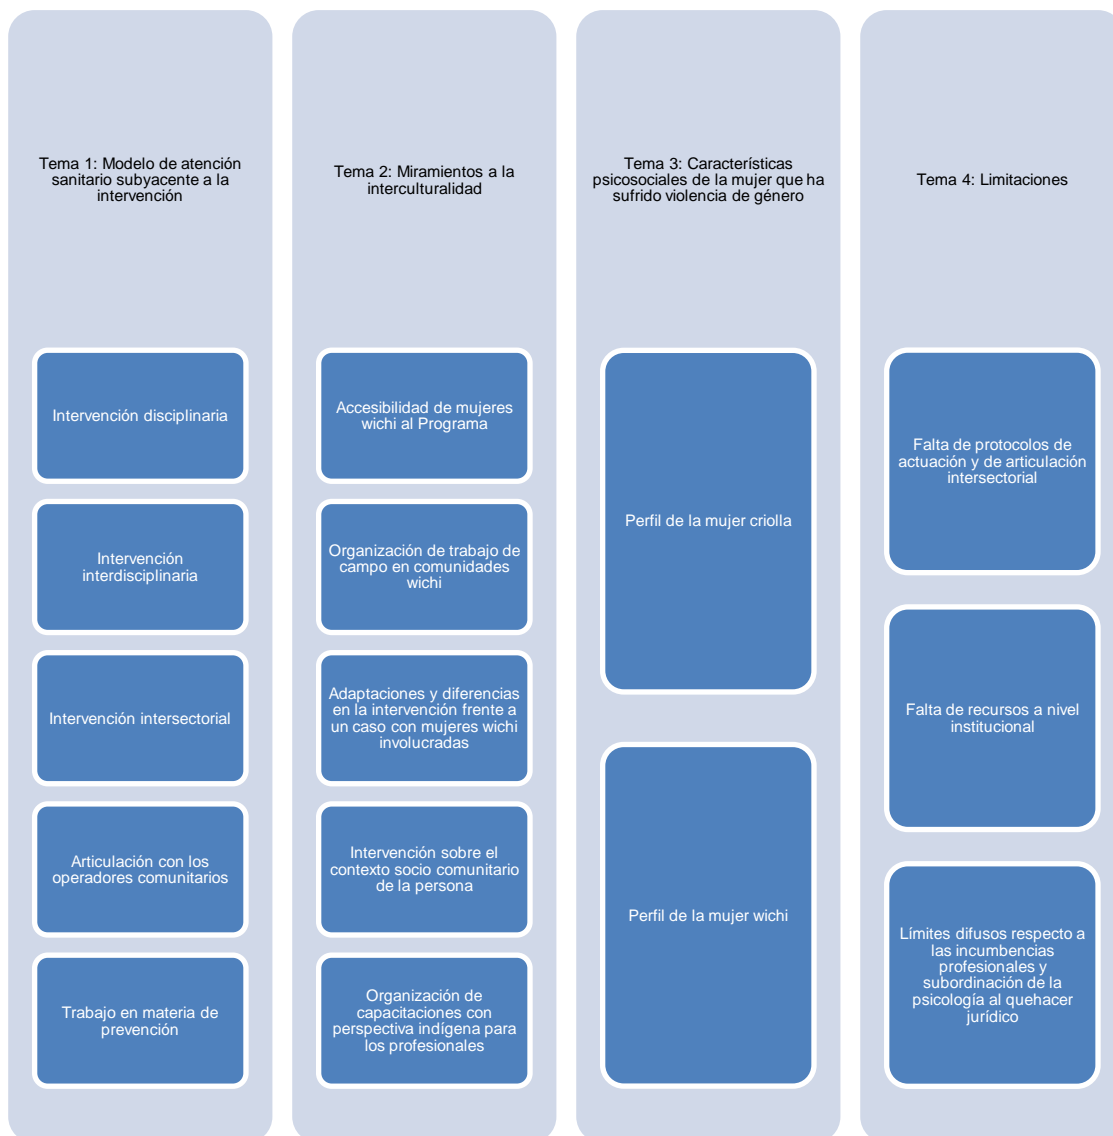 Tema 1: Modelo de atención
sanitario subyacente a la
intervención
Intervención disciplinaria
Intervención
interdisciplinaria
Intervención intersectorial
Articulación con los
operadores comunitarios
Trabajo en materia de
prevención
Tema 2: Miramientos a la
interculturalidad
Accesibilidad de mujeres
wichi al Programa
Organización de trabajo de
campo en comunidades
wichi
Adaptaciones y diferencias
en la intervención frente a
un caso con mujeres wichi
involucradas
Intervención sobre el
contexto socio comunitario
de la persona
Organización de
capacitaciones con
perspectiva indígena para
los profesionales
Tema 3: Características
psicosociales de la mujer que ha
sufrido violencia de género
Perfil de la mujer criolla
Perfil de la mujer wichi
Tema 4: Limitaciones
Falta de protocolos de
actuación y de articulación
intersectorial
Falta de recursos a nivel
institucional
Límites difusos respecto a
las incumbencias
profesionales y
subordinación de la
psicología al quehacer
jurídico